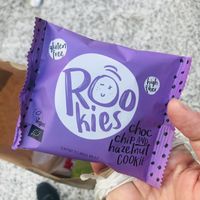 gluten
free
Roo
kies
choc
chip AND
hazelnut
COOKIE